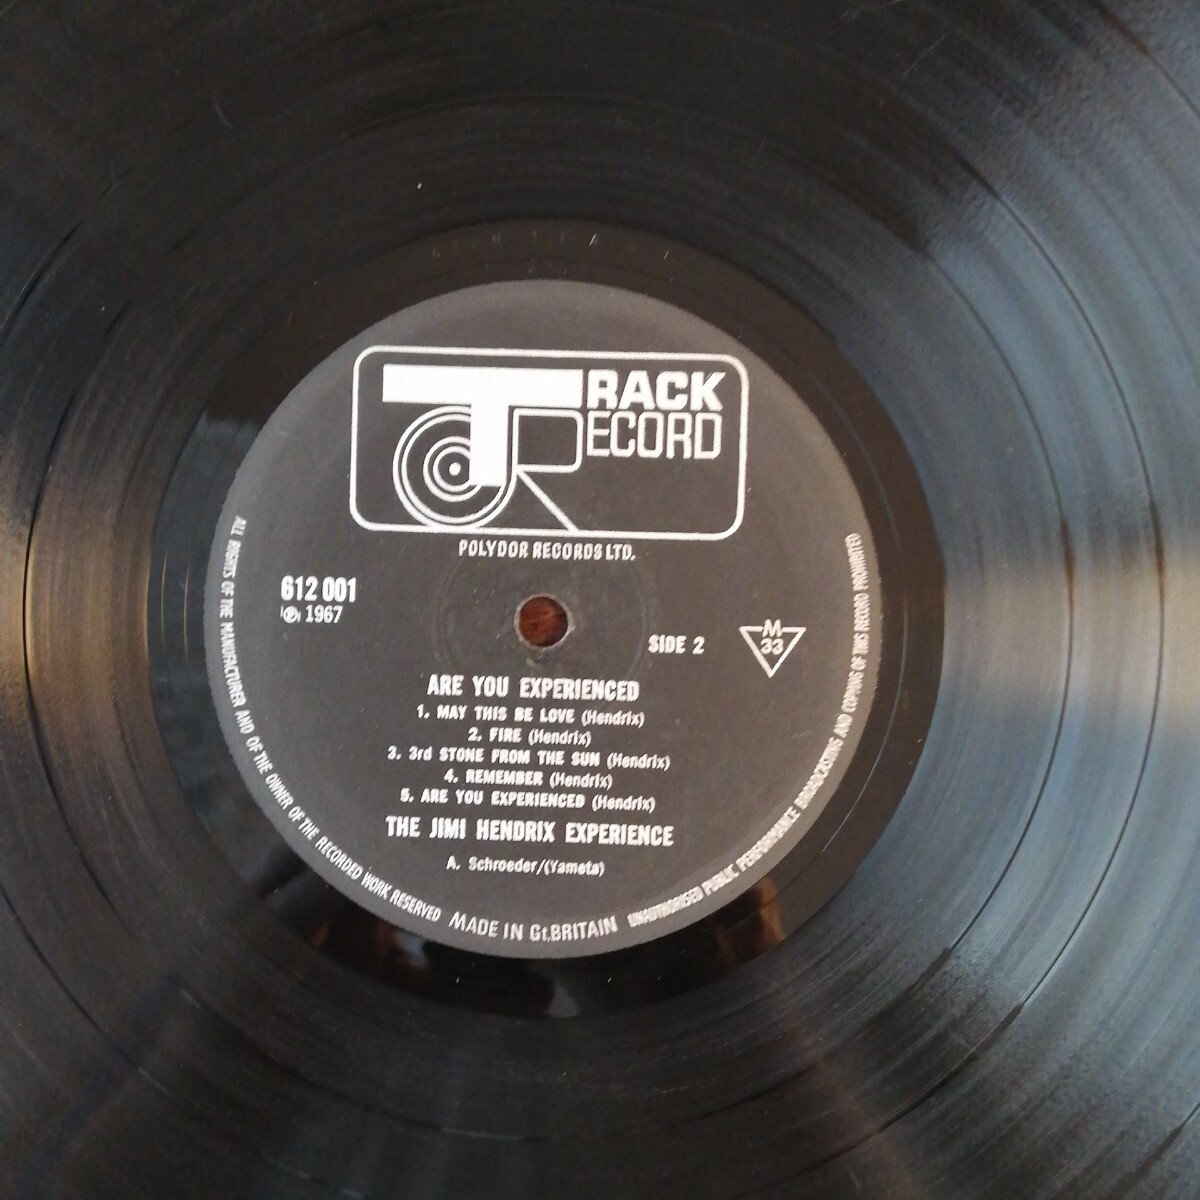 TRACK
RECORD
POLYDOR RECORDS LTD.
612 001
℗ 1967
SIDE 2
M
33
ARE YOU EXPERIENCED
1. MAY THIS BE LOVE (Hendrix)
2. FIRE (Hendrix)
3. 3rd STONE FROM THE SUN (Hendrix)
4. REMEMBER (Hendrix)
5. ARE YOU EXPERIENCED (Hendrix)
THE JIMI HENDRIX EXPERIENCE
A. Schroeder/(Yameta)
ALL RIGHTS OF THE MANUFACTURER AND OF THE OWNER OF THE RECORDED WORK RESERVED
MADE IN Gt.BRITAIN
UNAUTHORISED PUBLIC PERFORMANCE BROADCASTING AND COPYING OF THIS RECORD PROHIBITED